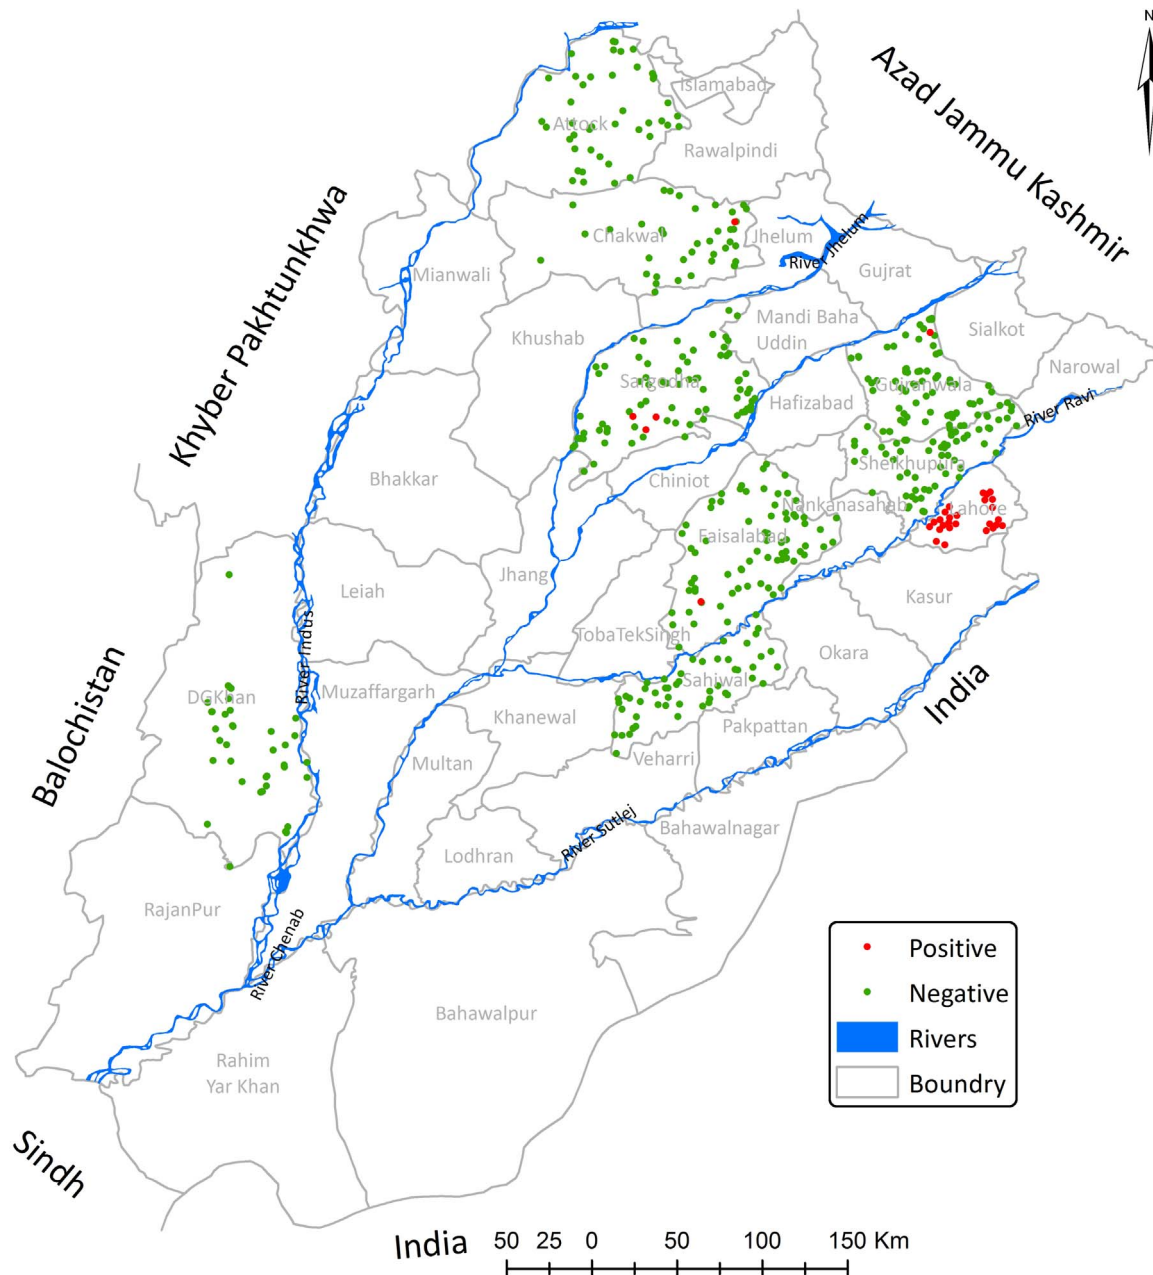 N
Azad Jammu Kashmir
Islamabad
Attock
Rawalpindi
Khyber Pakhtunkhwa
Chakwal
Jhelum
River Jhelum
Mianwali
Gujrat
Khushab
Mandi Baha
Uddin
Sialkot
Narowal
Sargodha
Gujranwala
Hafizabad
River Ravi
Bhakkar
Chiniot
Sheikhupura
Nankanasahab
Lahore
Faisalabad
Jhang
Leiah
Kasur
River Indus
TobaTekSingh
Okara
Balochistan
DGKhan
Muzaffargarh
Sahiwal
India
Khanewal
Pakpattan
Multan
Veharri
River Sutlej
Bahawalnagar
Lodhran
RajanPur
River Chenab
Positive
Negative
Rivers
Boundry
Bahawalpur
Rahim
Yar Khan
Sindh
India
50 25 0 50 100 150 Km